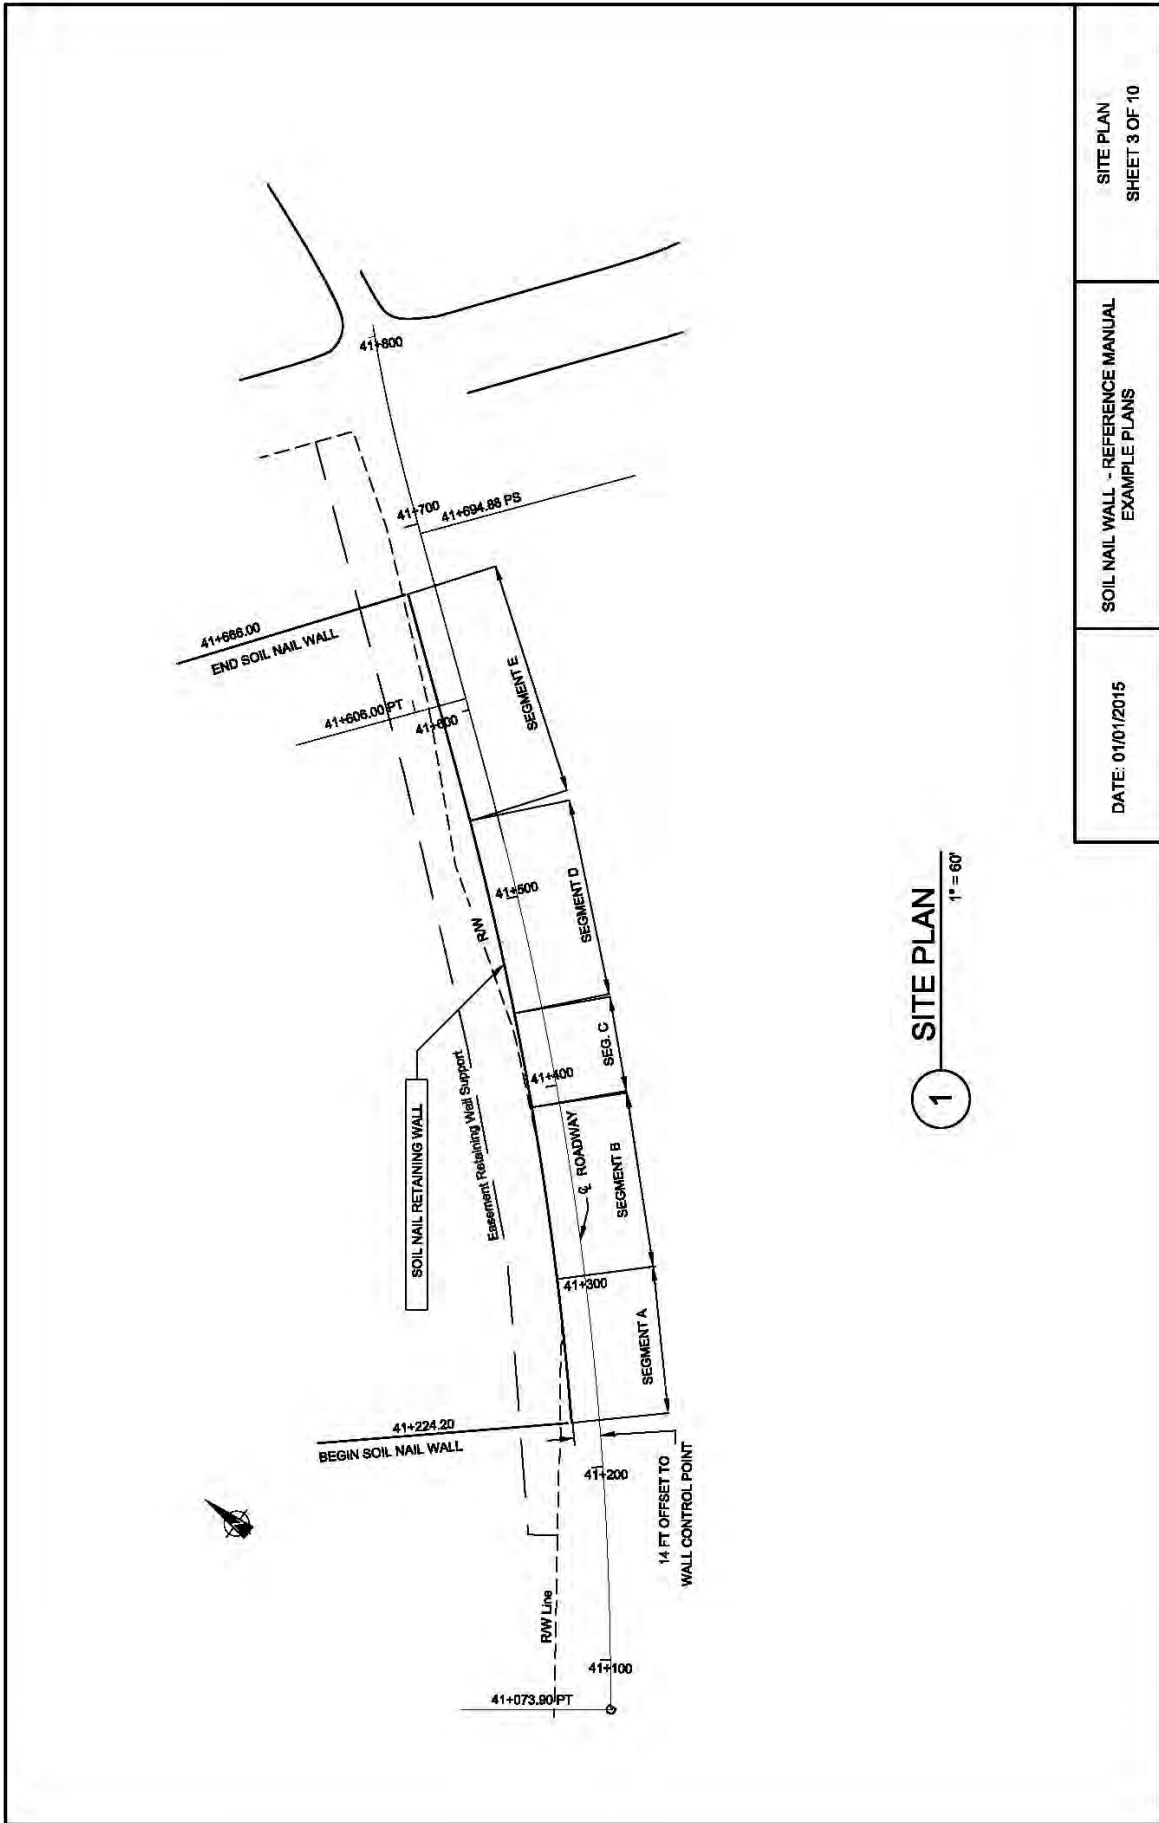 41+800
41+700
41+694.88 PS
41+666.00
END SOIL NAIL WALL
41+606.00 PT
41+600
SEGMENT E
41+500
SEGMENT D
R/W
SOIL NAIL RETAINING WALL
Easement Retaining Wall Support
41+400
SEG. C
℄ ROADWAY
SEGMENT B
41+300
SEGMENT A
41+224.20
BEGIN SOIL NAIL WALL
41+200
14 FT OFFSET TO
WALL CONTROL POINT
R/W Line
41+100
41+073.90 PT
1
SITE PLAN
1" = 60'
DATE: 01/01/2015
SOIL NAIL WALL - REFERENCE MANUAL
EXAMPLE PLANS
SITE PLAN
SHEET 3 OF 10